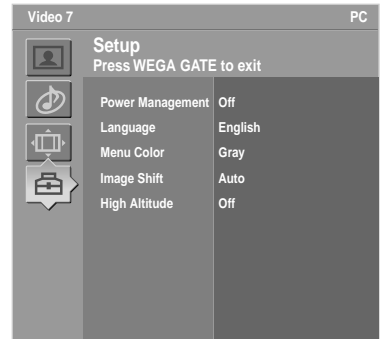 Video 7 PC
Setup
Press WEGA GATE to exit
Power Management Off
Language English
Menu Color Gray
Image Shift Auto
High Altitude Off